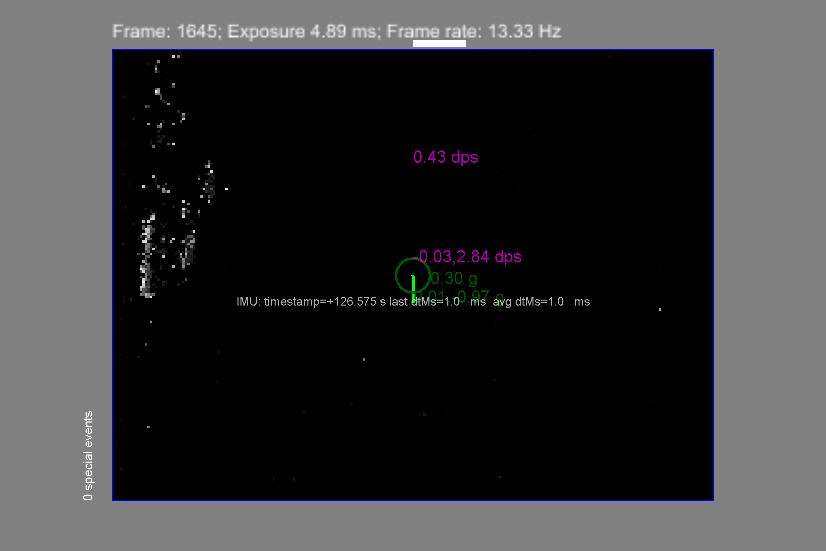 Frame: 1645; Exposure 4.89 ms; Frame rate: 13.33 Hz
0.43 dps
-0.03,2.84 dps
0.30 g
0.97 g
IMU: timestamp=+126.575 s last dtMs=1.0 ms avg dtMs=1.0 ms
0 special events